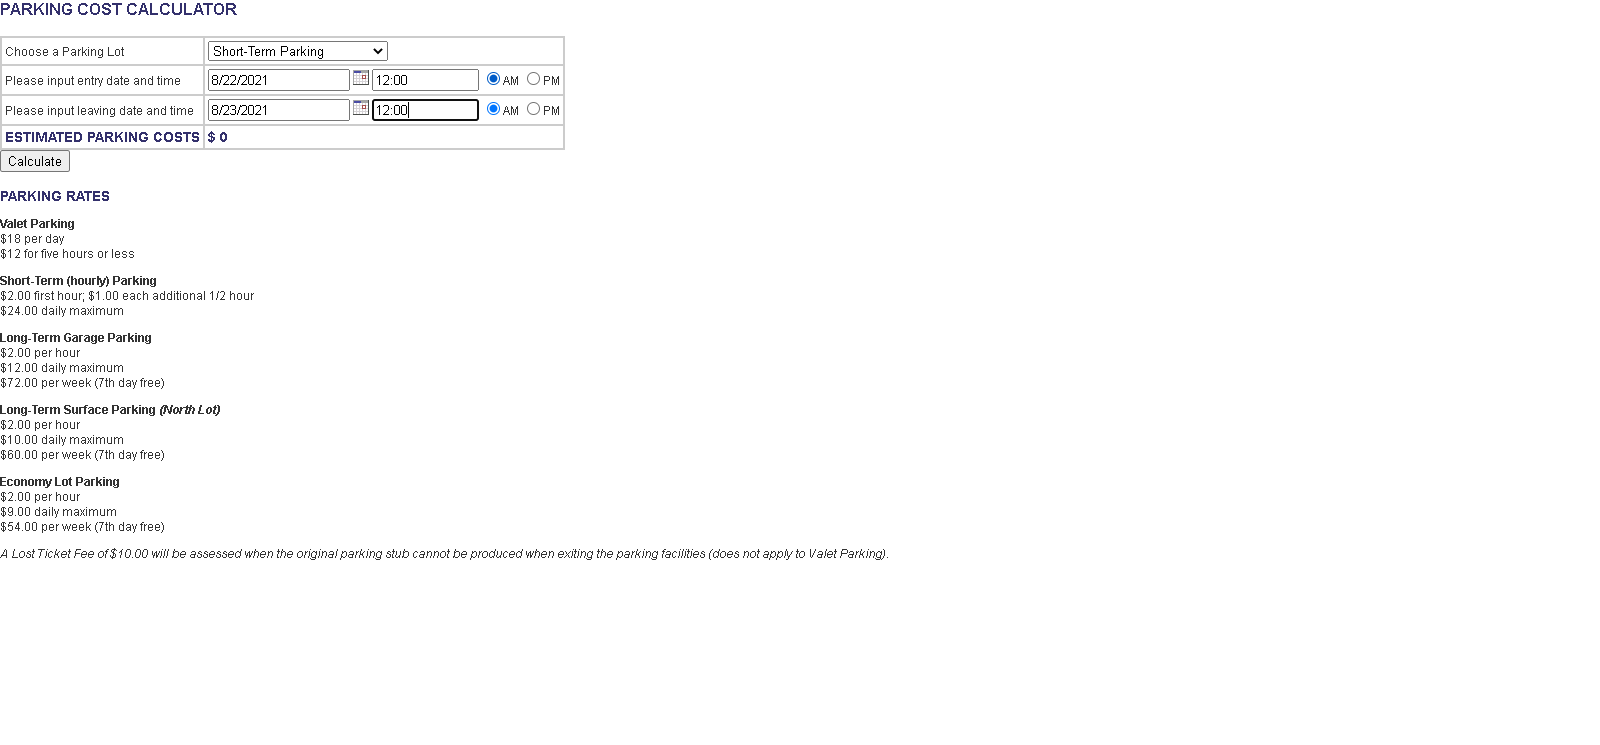 PARKING COST CALCULATOR
Choose a Parking Lot Short-Term Parking
Please input entry date and time 8/22/2021 12:00 AM PM
Please input leaving date and time 8/23/2021 12:00 AM PM
ESTIMATED PARKING COSTS $ 0
Calculate
PARKING RATES
Valet Parking
$18 per day
$12 for five hours or less
Short-Term (hourly) Parking
$2.00 first hour; $1.00 each additional 1/2 hour
$24.00 daily maximum
Long-Term Garage Parking
$2.00 per hour
$12.00 daily maximum
$72.00 per week (7th day free)
Long-Term Surface Parking (North Lot)
$2.00 per hour
$10.00 daily maximum
$60.00 per week (7th day free)
Economy Lot Parking
$2.00 per hour
$9.00 daily maximum
$54.00 per week (7th day free)
A Lost Ticket Fee of $10.00 will be assessed when the original parking stub cannot be produced when exiting the parking facilities (does not apply to Valet Parking).